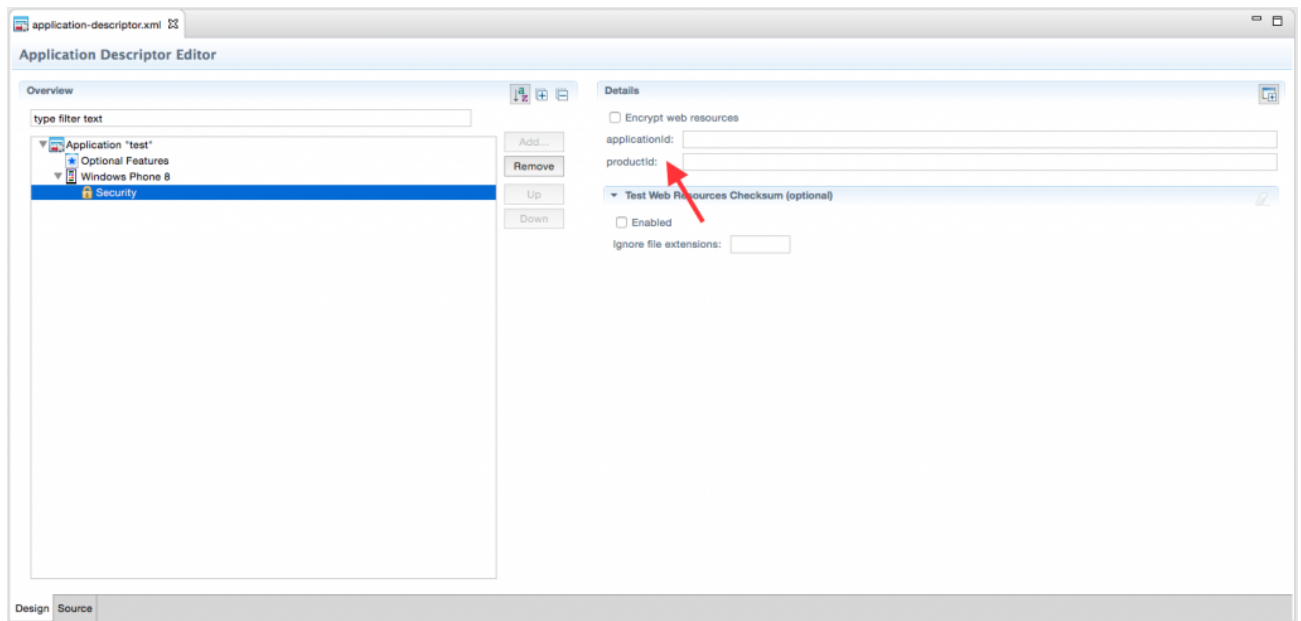 application-descriptor.xml
Application Descriptor Editor
Overview
type filter text
Application "test"
Optional Features
Windows Phone 8
Security
Add...
Remove
Up
Down
Details
Encrypt web resources
applicationId:
productId:
Test Web Resources Checksum (optional)
Enabled
Ignore file extensions:
Design Source